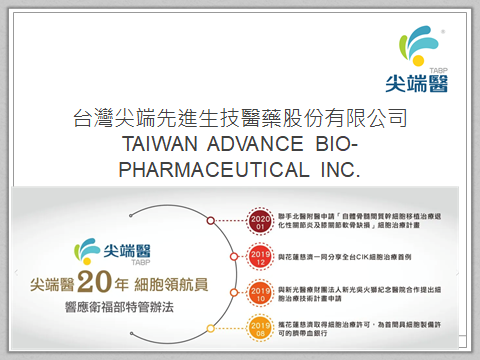 TABP
尖端醫
台灣尖端先進生技醫藥股份有限公司
TAIWAN ADVANCE BIO-
PHARMACEUTICAL INC.
尖端醫
TABP
尖端醫20年 細胞領航員
響應衛福部特管辦法
2020
01
聯手北醫附醫申請「自體骨髓間質幹細胞移植治療退
化性關節炎及膝關節軟骨缺損」細胞治療計畫
2019
12
與花蓮慈濟一同分享全台CIK細胞治療首例
2019
10
與新光醫療財團法人新光吳火獅紀念醫院合作提出細
胞治療技術計畫申請
2019
08
攜花蓮慈濟取得細胞治療許可，為首間具細胞製備許
可的臍帶血銀行